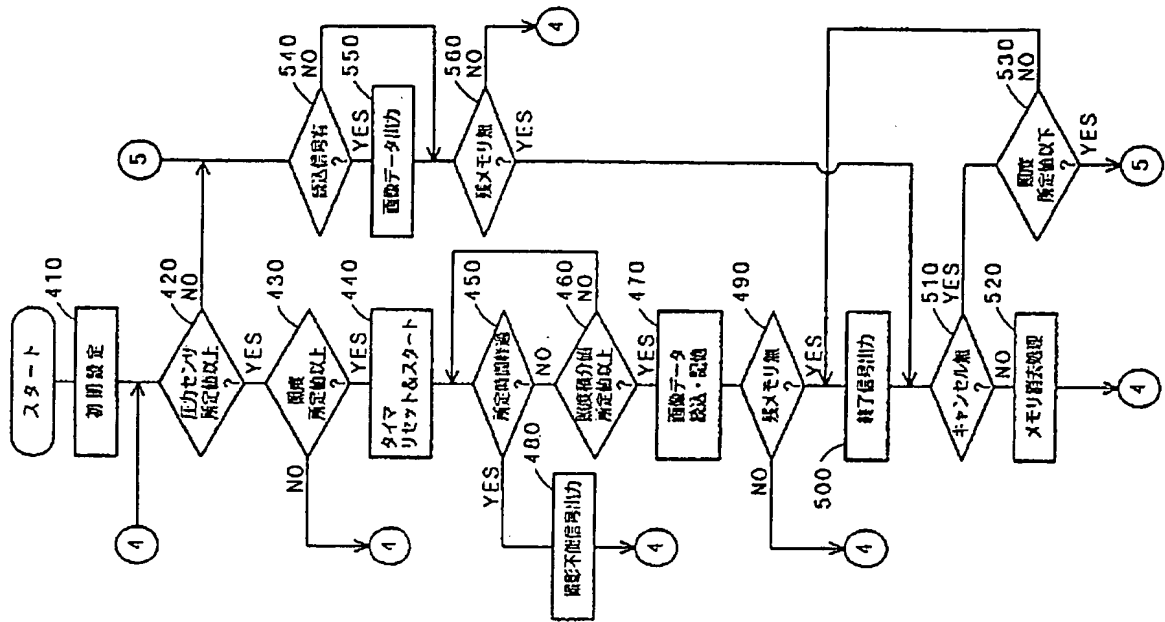 スタート
410
初期設定
4
420
圧力センサ
所定値以上
?
NO
YES
430
照度
所定値以上
?
NO
YES
4
440
タイマ
リセット&スタート
450
所定時間経過
?
YES
NO
480
撮影不能信号出力
4
460
照度積分値
所定値以上
?
NO
YES
470
画像データ
読込・記憶
490
残メモリ無
?
NO
YES
4
500
終了信号出力
510
キャンセル無
?
YES
NO
520
メモリ消去処理
4
5
540
読込信号有
?
NO
YES
550
画像データ出力
560
残メモリ無
?
NO
YES
4
530
照度
所定値以下
?
NO
YES
5